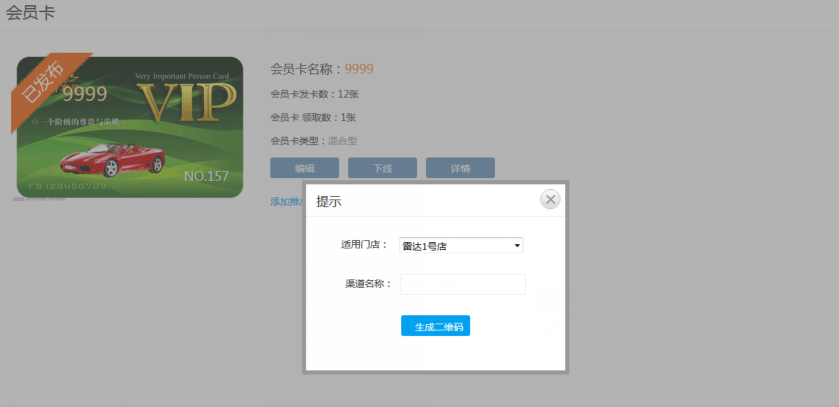 会员卡
已发布
9999
Very Important Person Card
VIP
一个阶级的尊贵与荣耀
NO.157
会员卡名称：9999
会员卡发卡数：12张
会员卡 领取数：1张
会员卡类型：混合型
编辑
下线
详情
添加推
提示
适用门店：
雷达1号店
渠道名称：
生成二维码